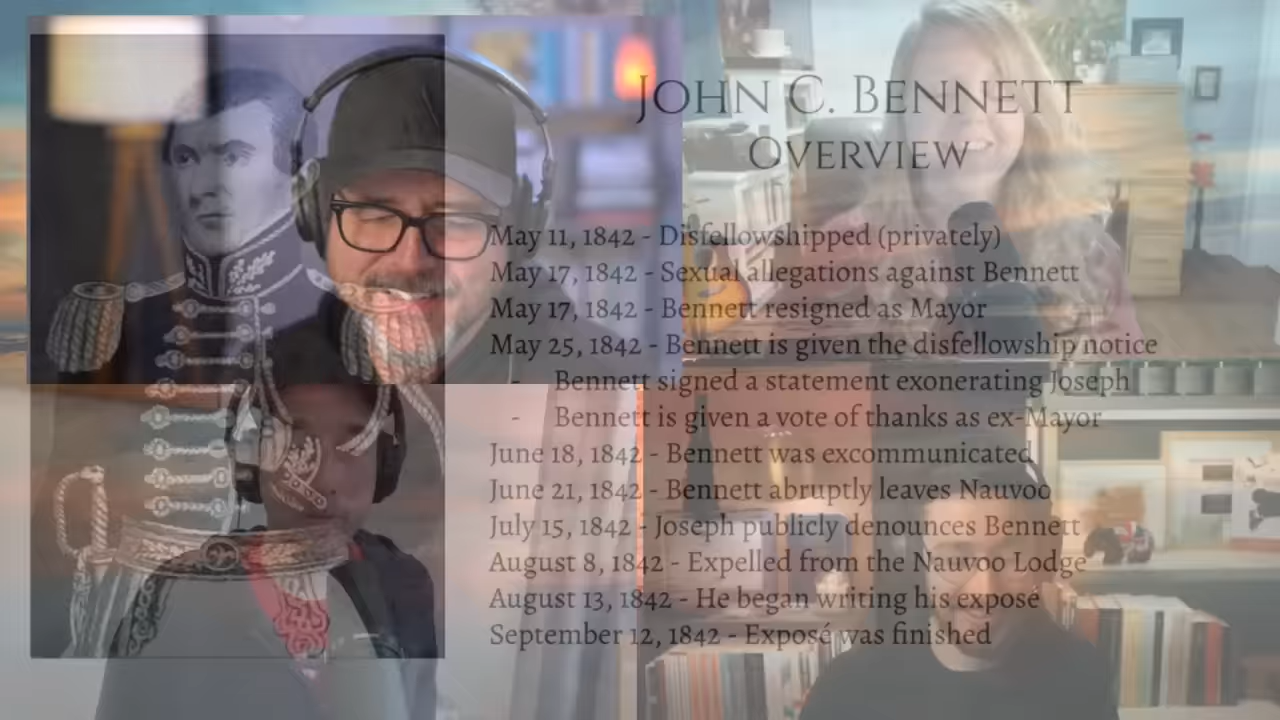 John C. Bennett
Overview
May 11, 1842 - Disfellowshipped (privately)
May 17, 1842 - Sexual allegations against Bennett
May 17, 1842 - Bennett resigned as Mayor
May 25, 1842 - Bennett is given the disfellowship notice
- Bennett signed a statement exonerating Joseph
- Bennett is given a vote of thanks as ex-Mayor
June 18, 1842 - Bennett was excommunicated
June 21, 1842 - Bennett abruptly leaves Nauvoo
July 15, 1842 - Joseph publicly denounces Bennett
August 8, 1842 - Expelled from the Nauvoo Lodge
August 13, 1842 - He began writing his exposé
September 12, 1842 - Exposé was finished